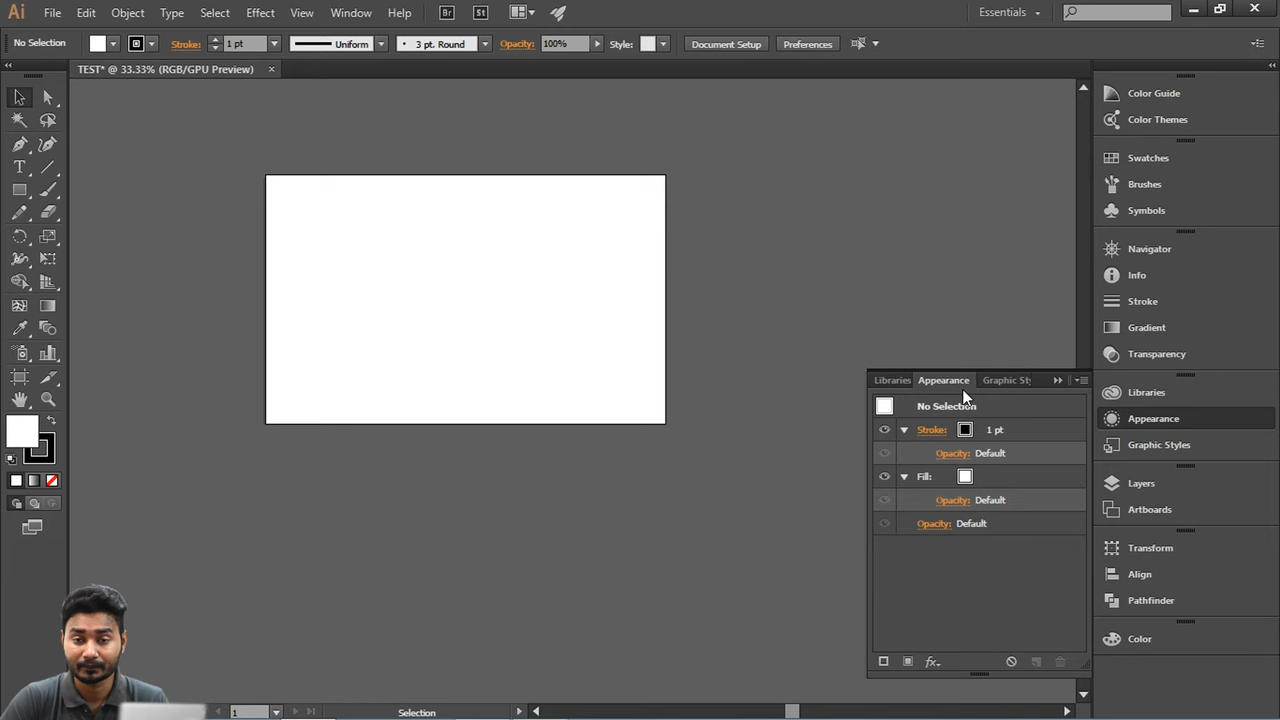 Ai File Edit Object Type Select Effect View Window Help Br St Essentials
No Selection Stroke: 1 pt Uniform 3 pt. Round Opacity: 100% Style: Document Setup Preferences
TEST* @ 33.33% (RGB/GPU Preview)
Color Guide
Color Themes
Swatches
Brushes
Symbols
Navigator
Info
Stroke
Gradient
Transparency
Libraries
Appearance
Graphic Styles
Layers
Artboards
Transform
Align
Pathfinder
Color
Libraries Appearance Graphic Sty
No Selection
Stroke: 1 pt
Opacity: Default
Fill:
Opacity: Default
Opacity: Default
fx
1 Selection